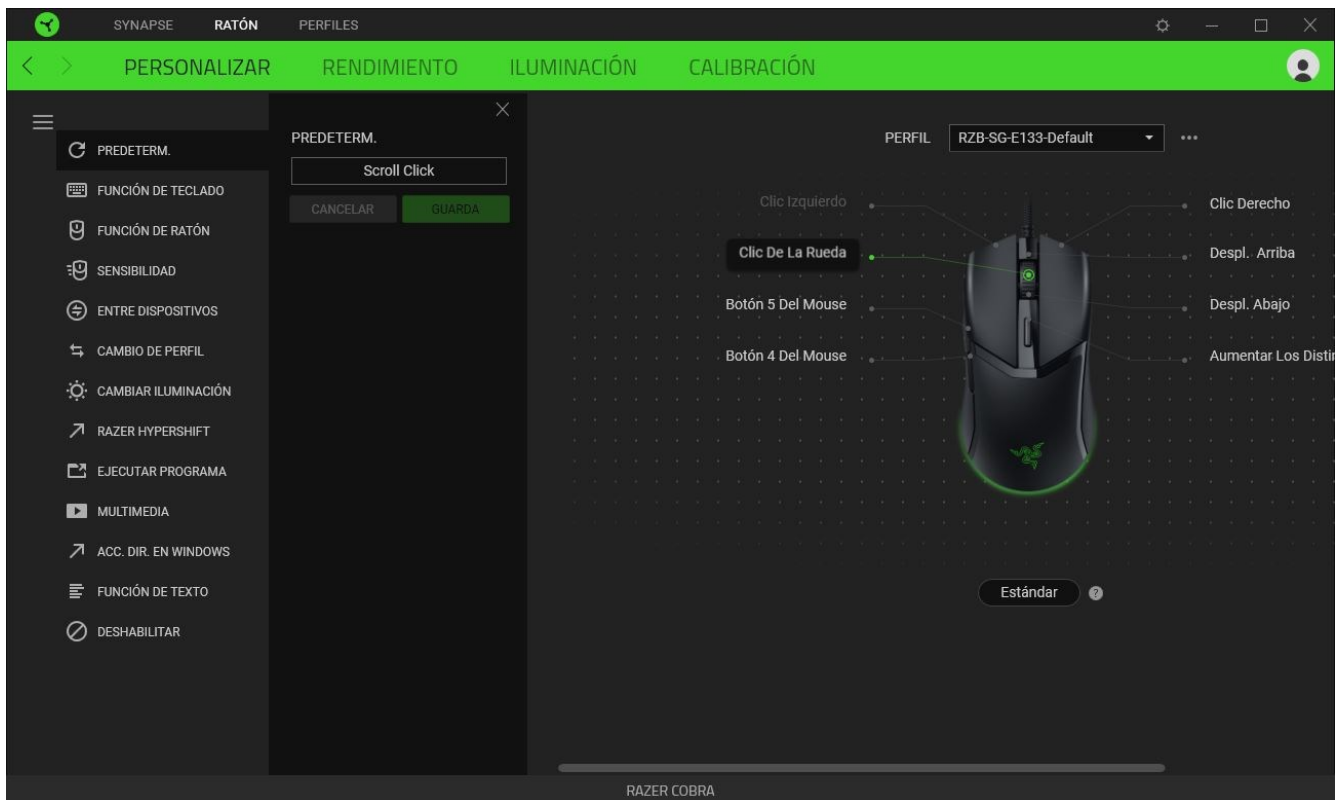 SYNAPSE RATÓN PERFILES
PERSONALIZAR RENDIMIENTO ILUMINACIÓN CALIBRACIÓN
PREDETERM.
FUNCIÓN DE TECLADO
FUNCIÓN DE RATÓN
SENSIBILIDAD
ENTRE DISPOSITIVOS
CAMBIO DE PERFIL
CAMBIAR ILUMINACIÓN
RAZER HYPERSHIFT
EJECUTAR PROGRAMA
MULTIMEDIA
ACC. DIR. EN WINDOWS
FUNCIÓN DE TEXTO
DESHABILITAR
PREDETERM.
Scroll Click
CANCELAR GUARDA
PERFIL RZB-SG-E133-Default
Clic Izquierdo Clic Derecho
Clic De La Rueda Despl. Arriba
Botón 5 Del Mouse Despl. Abajo
Botón 4 Del Mouse Aumentar Los Distin
Estándar ?
RAZER COBRA